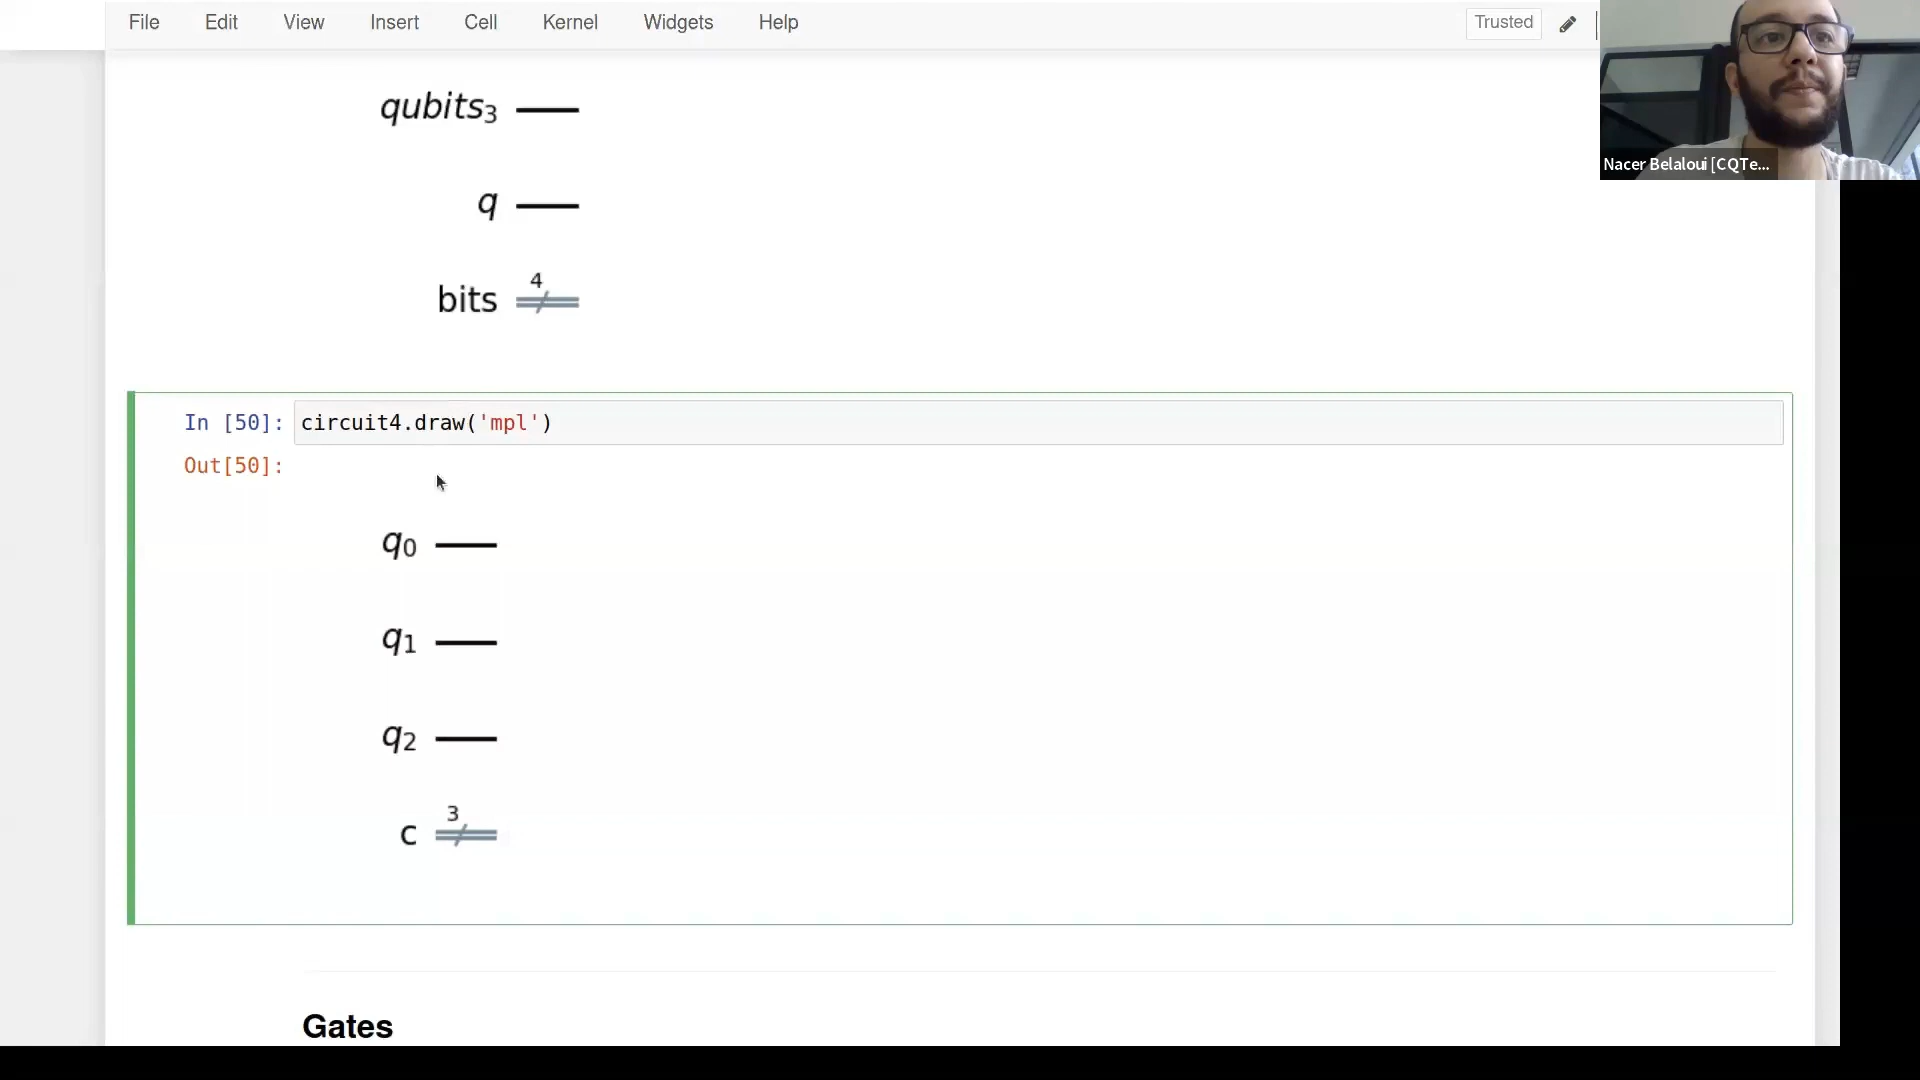 File Edit View Insert Cell Kernel Widgets Help Trusted
Nacer Belaloui [CQTe...
qubits3
q
4
bits
In [50]: circuit4.draw('mpl')
Out[50]:
q0
q1
q2
3
c
Gates